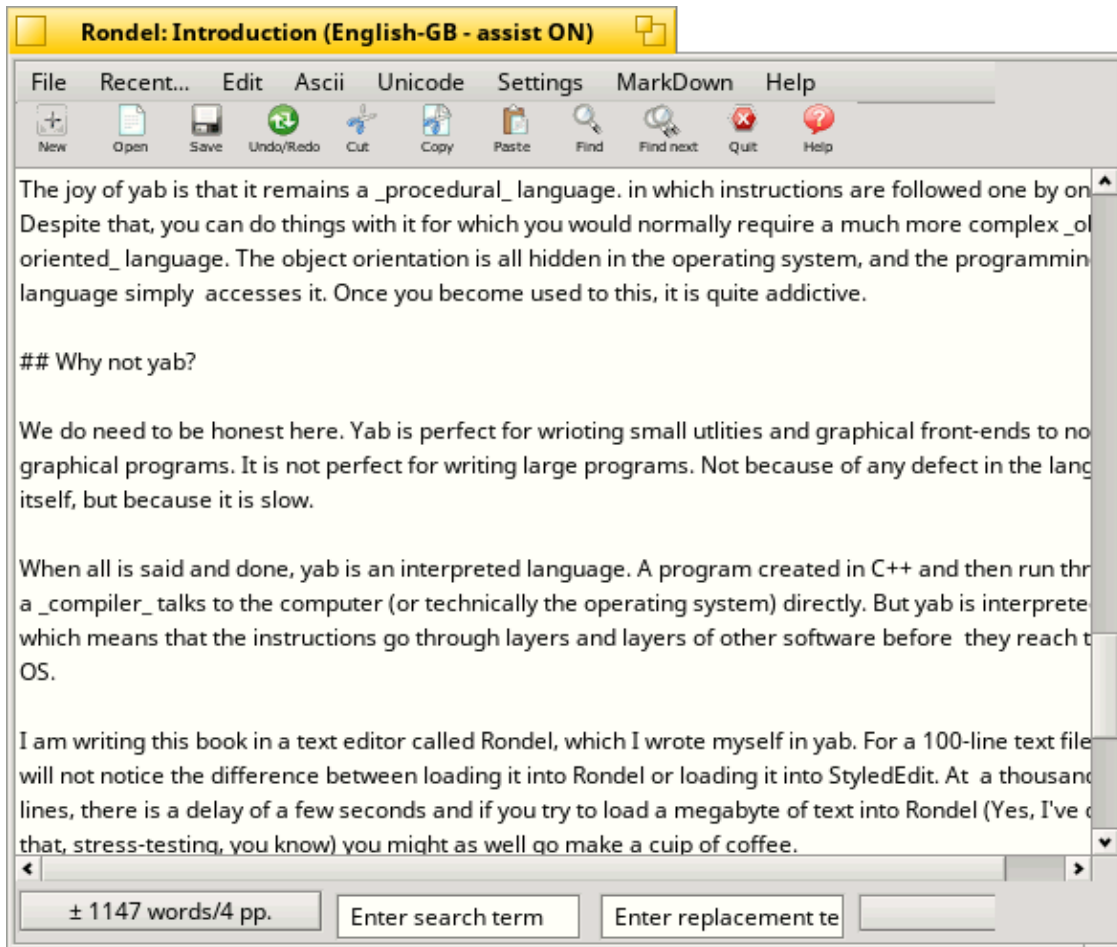 Rondel: Introduction (English-GB - assist ON)
File Recent... Edit Ascii Unicode Settings MarkDown Help
New Open Save Undo/Redo Cut Copy Paste Find Find next Quit Help
The joy of yab is that it remains a _procedural_ language. in which instructions are followed one by on
Despite that, you can do things with it for which you would normally require a much more complex
oriented_ language. The object orientation is all hidden in the operating system, and the programmin
language simply  accesses it. Once you become used to this, it is quite addictive.
## Why not yab?
We do need to be honest here. Yab is perfect for wrioting small utlities and graphical front-ends to no
graphical programs. It is not perfect for writing large programs. Not because of any defect in the lang
itself, but because it is slow.
When all is said and done, yab is an interpreted language. A program created in C++ and then run thr
a _compiler_ talks to the computer (or technically the operating system) directly. But yab is interprete
which means that the instructions go through layers and layers of other software before  they reach t
OS.
I am writing this book in a text editor called Rondel, which I wrote myself in yab. For a 100-line text file
will not notice the difference between loading it into Rondel or loading it into StyledEdit. At  a thousand
lines, there is a delay of a few seconds and if you try to load a megabyte of text into Rondel (Yes, I've
that, stress-testing, you know) you might as well go make a cuip of coffee.
± 1147 words/4 pp. Enter search term Enter replacement te